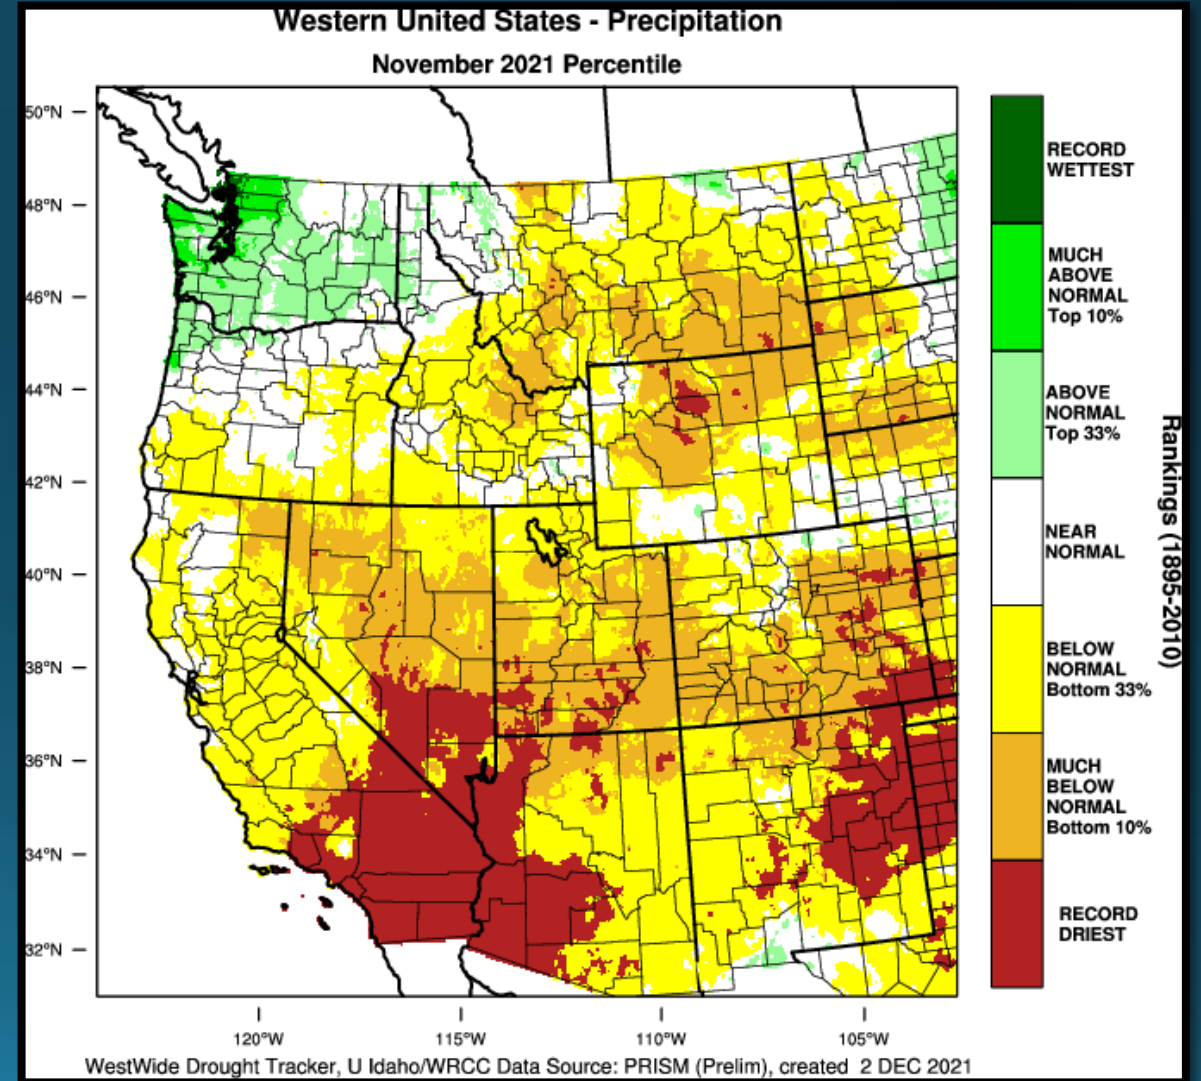 Western United States - Precipitation
November 2021 Percentile
50°N
48°N
46°N
44°N
42°N
40°N
38°N
36°N
34°N
32°N
120°W
115°W
110°W
105°W
RECORD
WETTEST
MUCH
ABOVE
NORMAL
Top 10%
ABOVE
NORMAL
Top 33%
NEAR
NORMAL
BELOW
NORMAL
Bottom 33%
MUCH
BELOW
NORMAL
Bottom 10%
RECORD
DRIEST
Rankings (1895-2010)
WestWide Drought Tracker, U Idaho/WRCC Data Source: PRISM (Prelim), created 2 DEC 2021